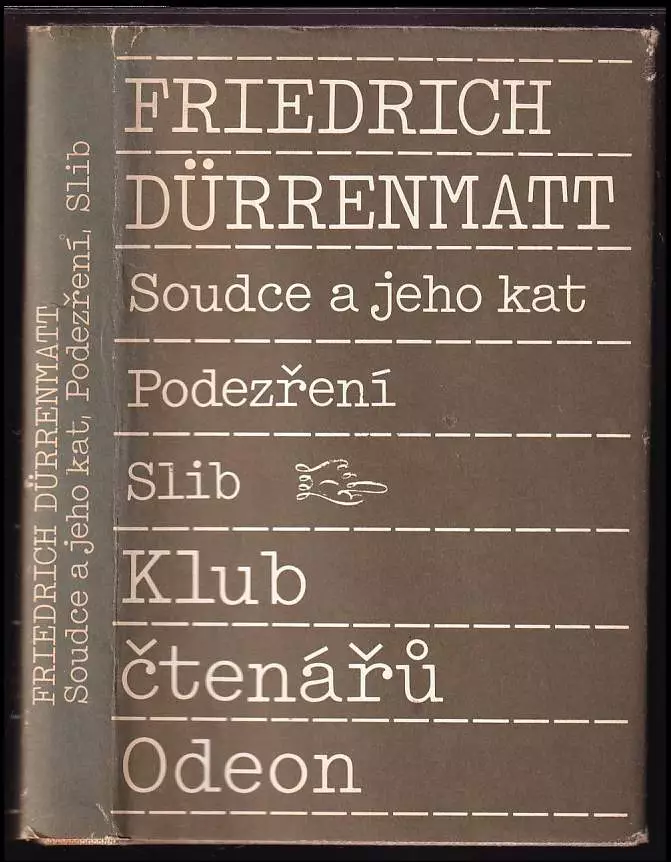 FRIEDRICH
DÜRRENMATT
Soudce a jeho kat
Podezření
Slib
Klub
čtenářů
Odeon
FRIEDRICH DÜRRENMATT
Soudce a jeho kat, Podezření, Slib